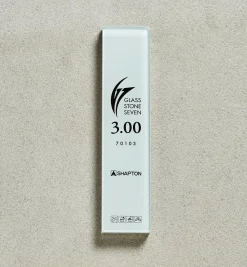 GLASS
STONE
SEVEN
3.00
70103
SHAPTON